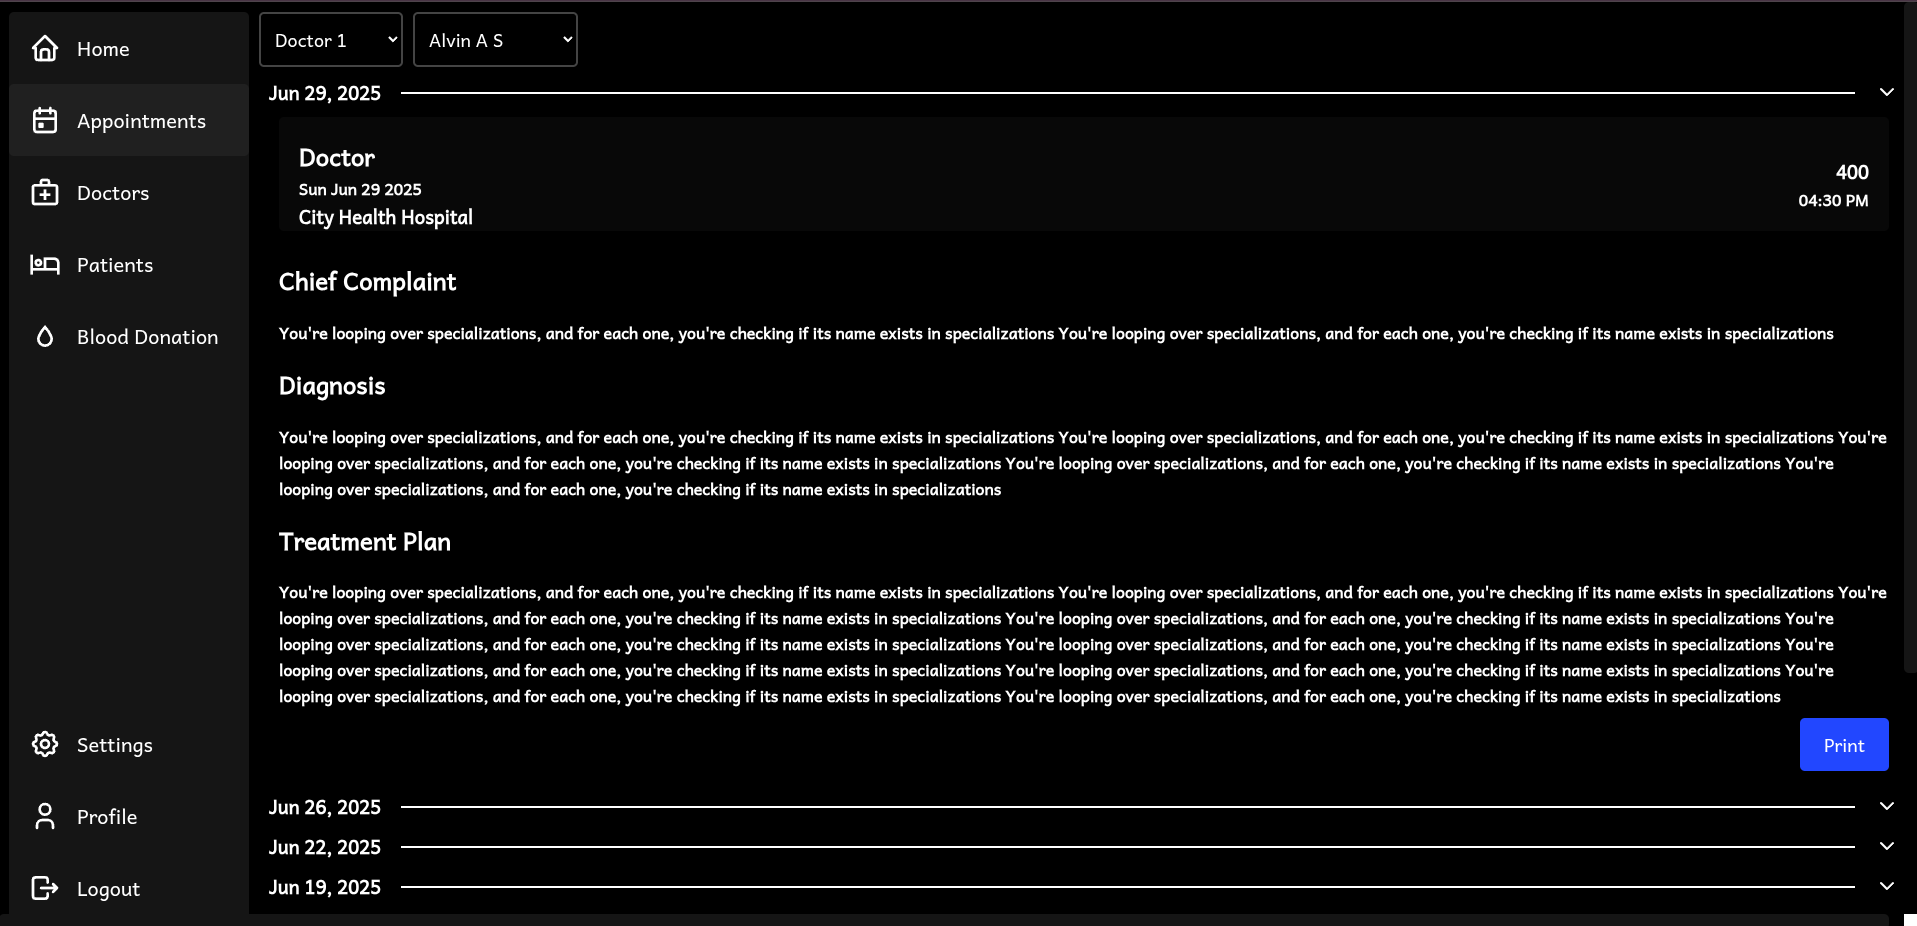 Home
Appointments
Doctors
Patients
Blood Donation
Settings
Profile
Logout
Doctor 1
Alvin A S
Jun 29, 2025
Doctor
Sun Jun 29 2025
City Health Hospital
400
04:30 PM
Chief Complaint
You're looping over specializations, and for each one, you're checking if its name exists in specializations You're looping over specializations, and for each one, you're checking if its name exists in specializations
Diagnosis
You're looping over specializations, and for each one, you're checking if its name exists in specializations You're looping over specializations, and for each one, you're checking if its name exists in specializations You're
looping over specializations, and for each one, you're checking if its name exists in specializations You're looping over specializations, and for each one, you're checking if its name exists in specializations You're
looping over specializations, and for each one, you're checking if its name exists in specializations
Treatment Plan
You're looping over specializations, and for each one, you're checking if its name exists in specializations You're looping over specializations, and for each one, you're checking if its name exists in specializations You're
looping over specializations, and for each one, you're checking if its name exists in specializations You're looping over specializations, and for each one, you're checking if its name exists in specializations You're
looping over specializations, and for each one, you're checking if its name exists in specializations You're looping over specializations, and for each one, you're checking if its name exists in specializations You're
looping over specializations, and for each one, you're checking if its name exists in specializations You're looping over specializations, and for each one, you're checking if its name exists in specializations You're
looping over specializations, and for each one, you're checking if its name exists in specializations You're looping over specializations, and for each one, you're checking if its name exists in specializations
Print
Jun 26, 2025
Jun 22, 2025
Jun 19, 2025